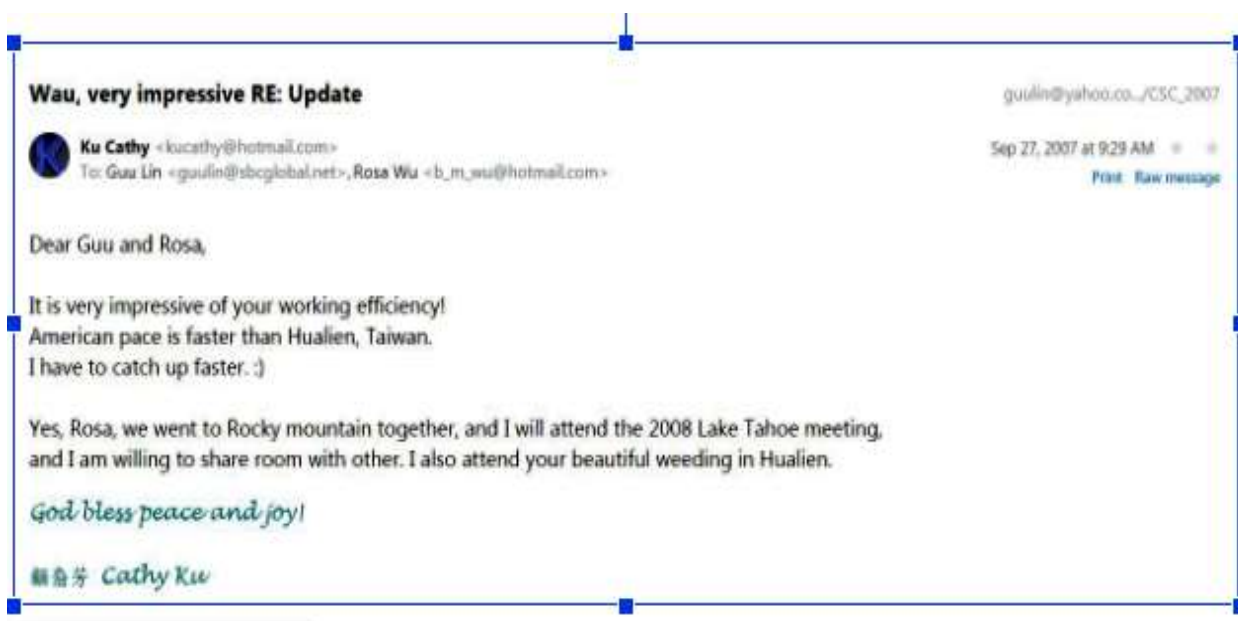 Wau, very impressive RE: Update
guulin@yahoo.co.../CSC_2007
Ku Cathy <kucathy@hotmail.com>
Sep 27, 2007 at 9:29 AM
To: Guu Lin <guulin@sbcglobal.net>, Rosa Wu <b_m_wu@hotmail.com>
Print Raw message
Dear Guu and Rosa,
It is very impressive of your working efficiency!
American pace is faster than Hualien, Taiwan.
I have to catch up faster. :)
Yes, Rosa, we went to Rocky mountain together, and I will attend the 2008 Lake Tahoe meeting,
and I am willing to share room with other. I also attend your beautiful weeding in Hualien.
God bless peace and joy!
Cathy Ku